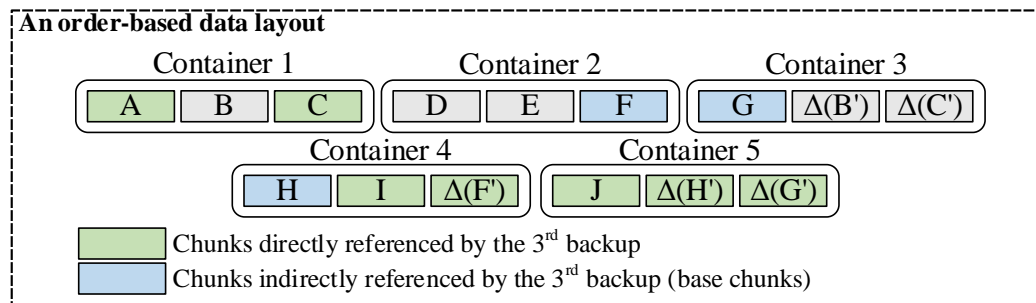 An order-based data layout
Container 1 Container 2 Container 3
A B C D E F G Δ(B') Δ(C')
Container 4 Container 5
H I Δ(F') J Δ(H') Δ(G')
Chunks directly referenced by the 3rd backup
Chunks indirectly referenced by the 3rd backup (base chunks)